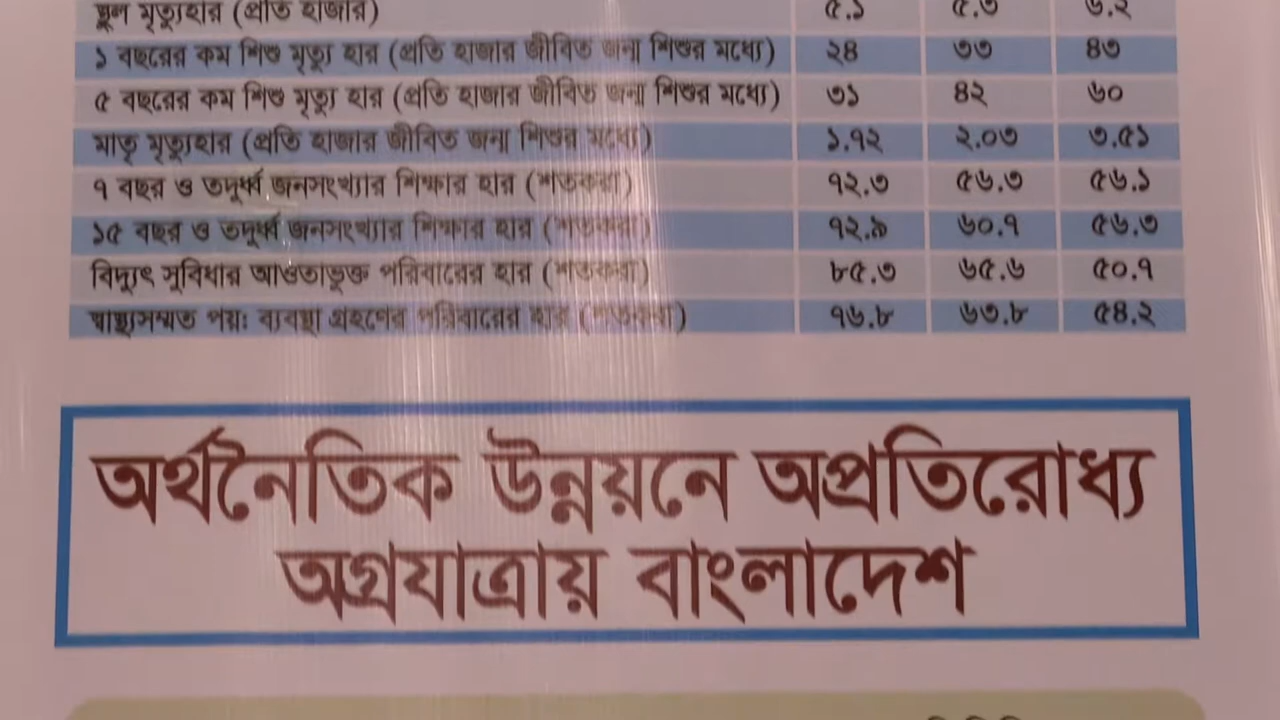 স্থুল মৃত্যুহার (প্রতি হাজার) ৫.১ ৫.৩ ৬.২
১ বছরের কম শিশু মৃত্যু হার (প্রতি হাজার জীবিত জন্ম শিশুর মধ্যে) ২৪ ৩৩ ৪৩
৫ বছরের কম শিশু মৃত্যু হার (প্রতি হাজার জীবিত জন্ম শিশুর মধ্যে) ৩১ ৪২ ৬০
মাতৃ মৃত্যুহার (প্রতি হাজার জীবিত জন্ম শিশুর মধ্যে) ১.৭২ ২.০৩ ৩.৫১
৭ বছর ও তদূর্ধ্ব জনসংখ্যার শিক্ষার হার (শতকরা) ৭২.৩ ৫৬.৩ ৫৬.১
১৫ বছর ও তদূর্ধ্ব জনসংখ্যার শিক্ষার হার (শতকরা) ৭২.৯ ৬০.৭ ৫৬.৩
বিদ্যুৎ সুবিধার আওতাভুক্ত পরিবারের হার (শতকরা) ৮৫.৩ ৬৫.৬ ৫০.৭
স্বাস্থ্যসম্মত পয়ঃ ব্যবস্থা গ্রহণের পরিবারের হার (শতকরা) ৭৬.৮ ৬৩.৮ ৫৪.২
অর্থনৈতিক উন্নয়নে অপ্রতিরোধ্য
অগ্রযাত্রায় বাংলাদেশ